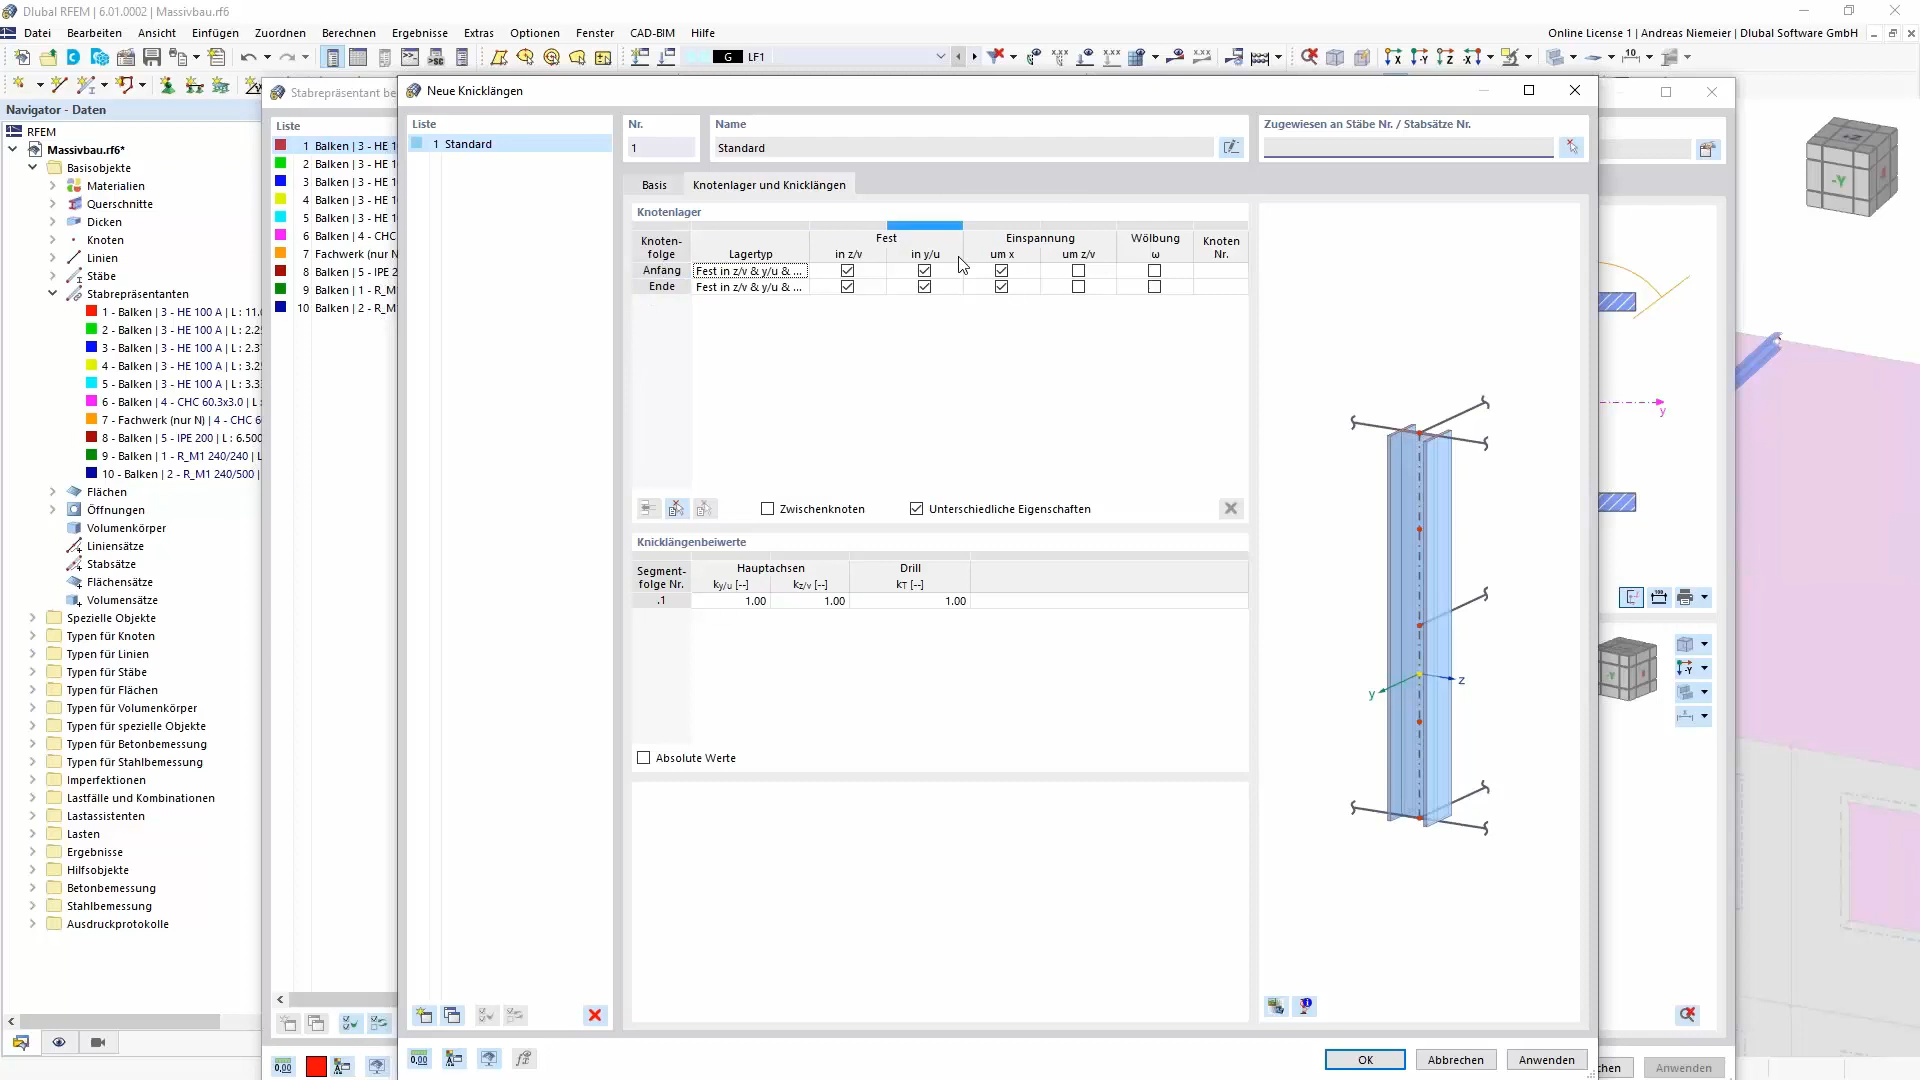 Dlubal RFEM | 6.01.0002 | Massivbau.rf6*
Datei Bearbeiten Ansicht Einfügen Zuordnen Berechnen Ergebnisse Extras Optionen Fenster CAD-BIM Hilfe
Online License 1 | Andreas Niemeier | Dlubal Software GmbH
G LF1
Navigator - Daten
RFEM
Massivbau.rf6*
Basisobjekte
Materialien
Querschnitte
Dicken
Knoten
Linien
Stäbe
Stabrepräsentanten
1 - Balken | 3 - HE 100 A | L : 11.
2 - Balken | 3 - HE 100 A | L : 2.2
3 - Balken | 3 - HE 100 A | L : 2.3
4 - Balken | 3 - HE 100 A | L : 3.2
5 - Balken | 3 - HE 100 A | L : 3.3
6 - Balken | 4 - CHC 60.3x3.0 | L
7 - Fachwerk (nur N) | 4 - CHC 6
8 - Balken | 5 - IPE 200 | L : 6.500
9 - Balken | 1 - R_M1 240/240 | L
10 - Balken | 2 - R_M1 240/500 |
Flächen
Öffnungen
Volumenkörper
Liniensätze
Stabsätze
Flächensätze
Volumensätze
Spezielle Objekte
Typen für Knoten
Typen für Linien
Typen für Stäbe
Typen für Flächen
Typen für Volumenkörper
Typen für spezielle Objekte
Typen für Betonbemessung
Typen für Stahlbemessung
Imperfektionen
Lastfälle und Kombinationen
Lastassistenten
Lasten
Ergebnisse
Hilfsobjekte
Betonbemessung
Stahlbemessung
Ausdruckprotokolle
Stabrepräsentant be
Liste
1 Balken | 3 - HE 1
2 Balken | 3 - HE 1
3 Balken | 3 - HE 1
4 Balken | 3 - HE 1
5 Balken | 3 - HE 1
6 Balken | 4 - CHC
7 Fachwerk (nur N
8 Balken | 5 - IPE 2
9 Balken | 1 - R_M
10 Balken | 2 - R_M
Neue Knicklängen
Liste
1 Standard
Nr.
1
Name
Standard
Zugewiesen an Stäbe Nr. / Stabsätze Nr.
Basis Knotenlager und Knicklängen
Knotenlager
Knoten-
folge
Lagertyp
Fest
in z/v in y/u
Einspannung
um x um z/v
Wölbung
ω
Knoten
Nr.
Anfang Fest in z/v & y/u & ...
Ende Fest in z/v & y/u & ...
Zwischenknoten Unterschiedliche Eigenschaften
Knicklängenbeiwerte
Segment-
folge Nr.
Hauptachsen
ky/u [--] kz/v [--]
Drill
kT [--]
.1 1.00 1.00 1.00
Absolute Werte
y z
y
-Y
OK Abbrechen Anwenden
chen Anwenden